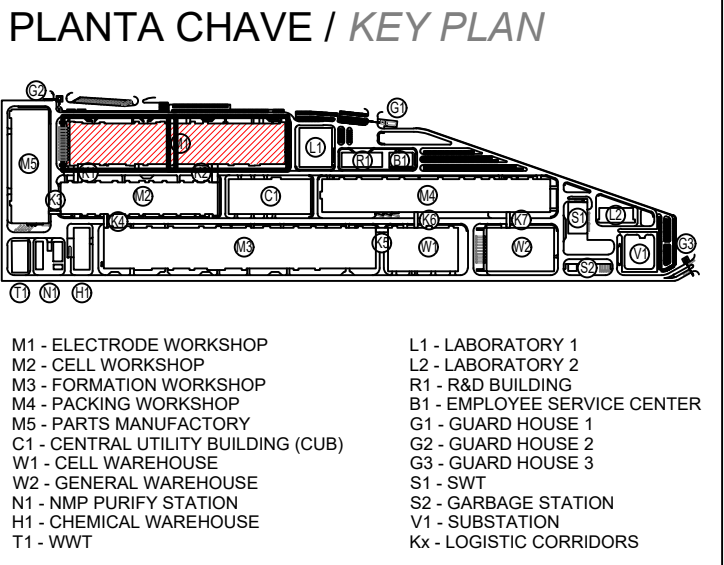 PLANTA CHAVE / KEY PLAN
G2
G1
M1
L1
R1
B1
M5
K1
K2
K3
M2
C1
M4
S1
L2
K4
K6
K7
M3
K5
W1
W2
V1
G3
S2
T1
N1
H1
M1 - ELECTRODE WORKSHOP
M2 - CELL WORKSHOP
M3 - FORMATION WORKSHOP
M4 - PACKING WORKSHOP
M5 - PARTS MANUFACTORY
C1 - CENTRAL UTILITY BUILDING (CUB)
W1 - CELL WAREHOUSE
W2 - GENERAL WAREHOUSE
N1 - NMP PURIFY STATION
H1 - CHEMICAL WAREHOUSE
T1 - WWT
L1 - LABORATORY 1
L2 - LABORATORY 2
R1 - R&D BUILDING
B1 - EMPLOYEE SERVICE CENTER
G1 - GUARD HOUSE 1
G2 - GUARD HOUSE 2
G3 - GUARD HOUSE 3
S1 - SWT
S2 - GARBAGE STATION
V1 - SUBSTATION
Kx - LOGISTIC CORRIDORS